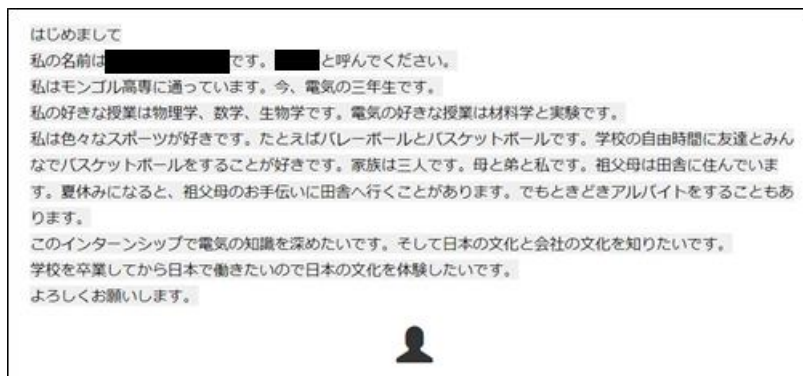 はじめまして
私の名前はです。と呼んでください。
私はモンゴル高専に通っています。今、電気の三年生です。
私の好きな授業は物理学、数学、生物学です。電気の好きな授業は材料学と実験です。
私は色々なスポーツが好きです。たとえばバレーボールとバスケットボールです。学校の自由時間に友達とみん
なでバスケットボールをすることが好きです。家族は三人です。母と弟と私です。祖父母は田舎に住んでいま
す。夏休みになると、祖父母のお手伝いに田舎へ行くことがあります。でもときどきアルバイトをすることもあ
ります。
このインターンシップで電気の知識を深めたいです。そして日本の文化と会社の文化を知りたいです。
学校を卒業してから日本で働きたいので日本の文化を体験したいです。
よろしくお願いします。